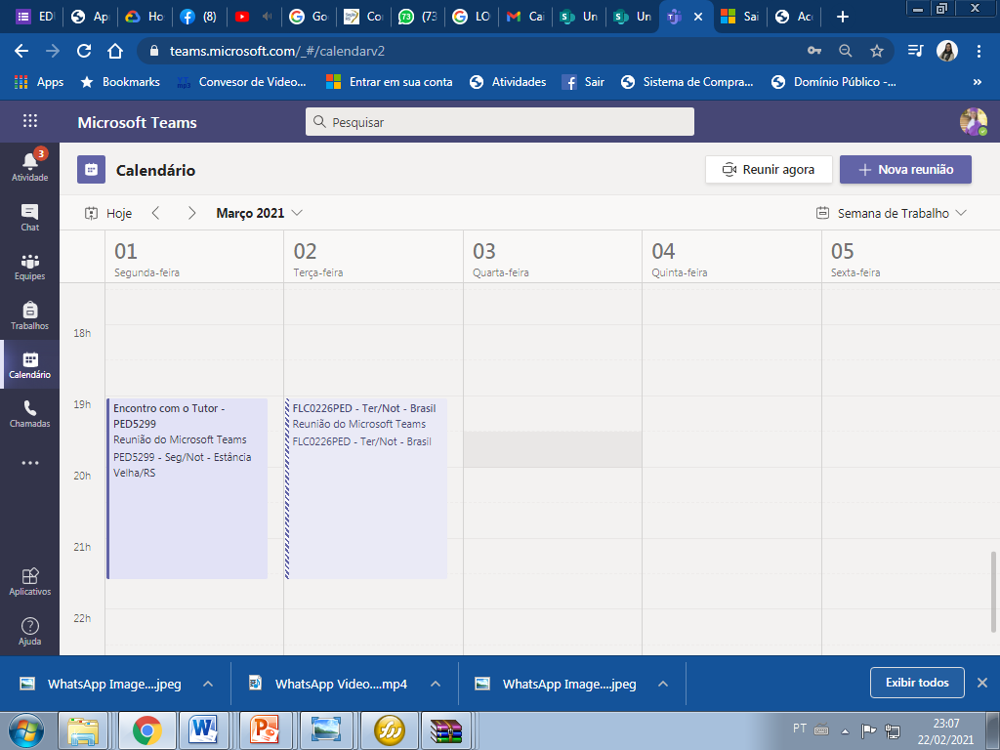 ED
Ap
Ho
(8)
Go
Co
73
(73
LO
Cai
Un
Un
Sai
Ace
teams.microsoft.com/_#/calendarv2
Apps
Bookmarks
Convesor de Vídeo...
Entrar em sua conta
Atividades
Sair
Sistema de Compra...
Domínio Público -...
»
Microsoft Teams
Pesquisar
3
Atividade
Chat
Equipes
Trabalhos
Calendário
Chamadas
Aplicativos
Ajuda
Calendário
Reunir agora
Nova reunião
Hoje
Março 2021
Semana de Trabalho
01
Segunda-feira
02
Terça-feira
03
Quarta-feira
04
Quinta-feira
05
Sexta-feira
18h
19h
20h
21h
22h
Encontro com o Tutor -
PED5299
Reunião do Microsoft Teams
PED5299 - Seg/Not - Estância
Velha/RS
FLC0226PED - Ter/Not - Brasil
Reunião do Microsoft Teams
FLC0226PED - Ter/Not - Brasil
WhatsApp Image....jpeg
WhatsApp Video....mp4
WhatsApp Image....jpeg
Exibir todos
PT
23:07
22/02/2021